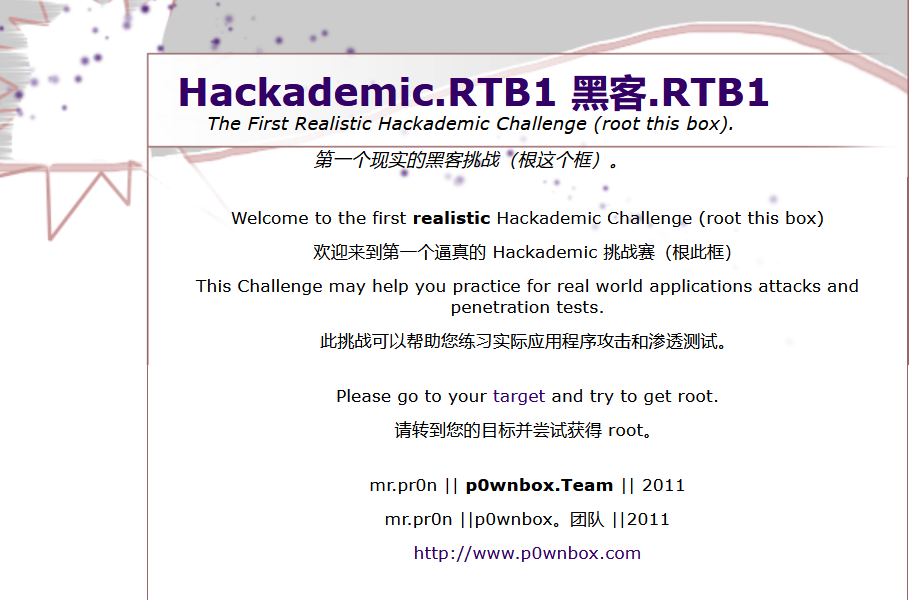 Hackademic.RTB1 黑客.RTB1
The First Realistic Hackademic Challenge (root this box).
第一个现实的黑客挑战（根这个框）。
Welcome to the first realistic Hackademic Challenge (root this box)
欢迎来到第一个逼真的 Hackademic 挑战赛（根此框）
This Challenge may help you practice for real world applications attacks and
penetration tests.
此挑战可以帮助您练习实际应用程序攻击和渗透测试。
Please go to your target and try to get root.
请转到您的目标并尝试获得 root。
mr.pr0n || p0wnbox.Team || 2011
mr.pr0n ||p0wnbox。团队 ||2011
http://www.p0wnbox.com